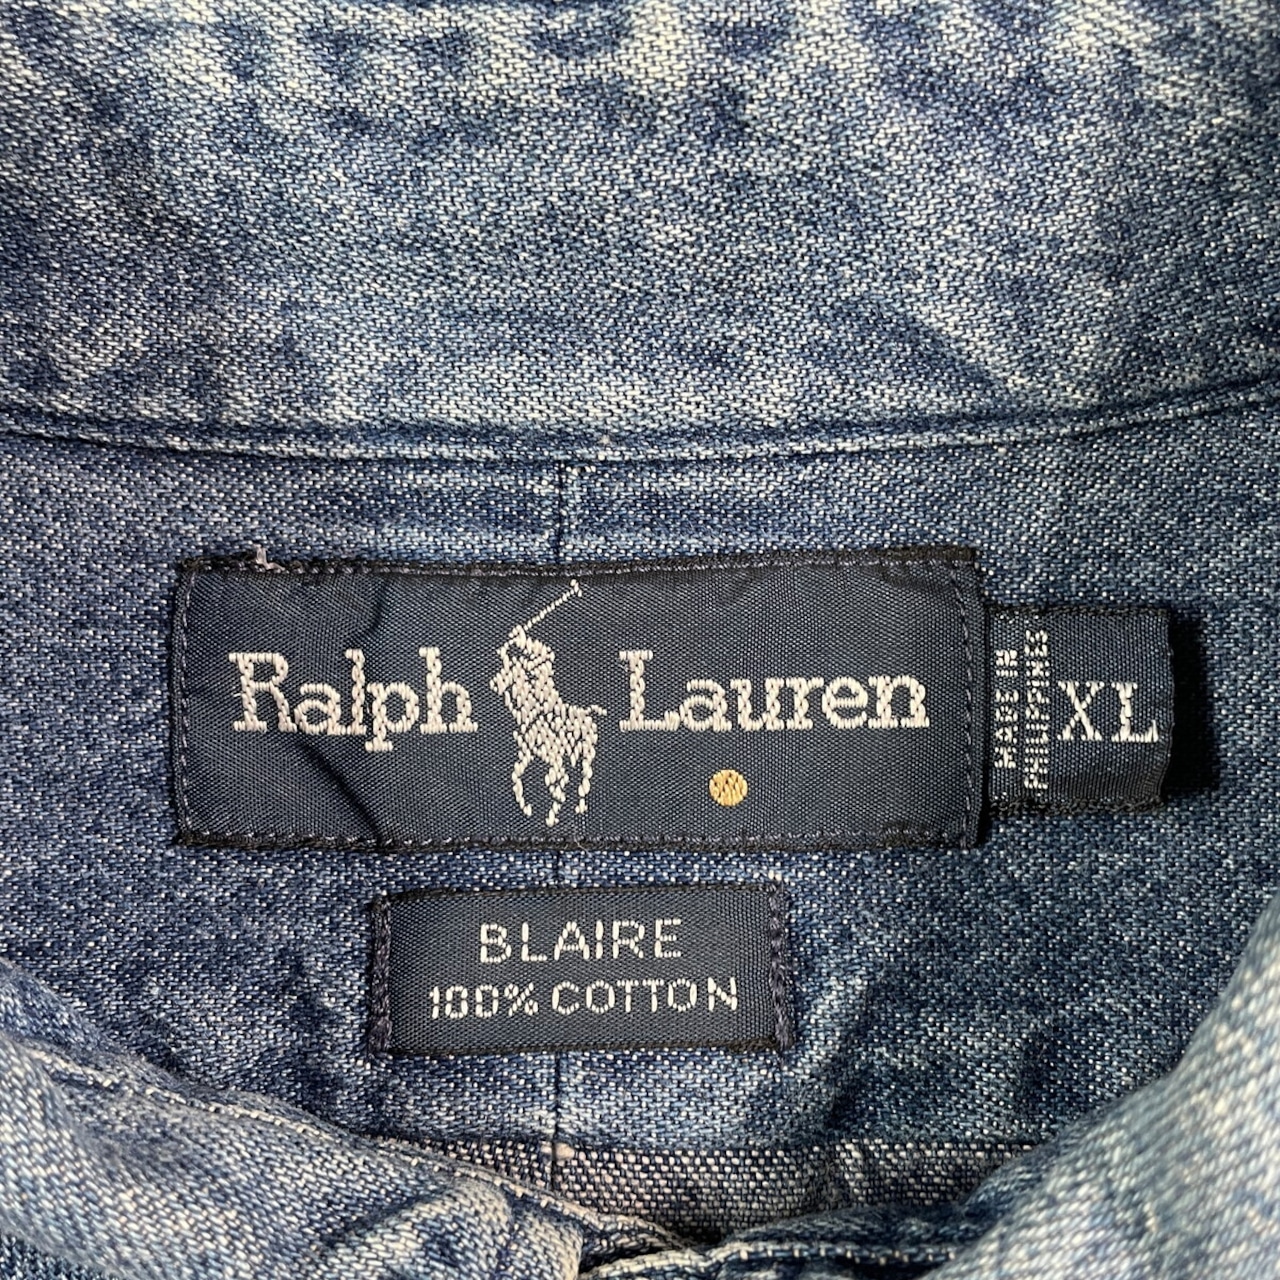 Ralph Lauren
MADE IN
PHILIPPINES
XL
BLAIRE
100% COTTON